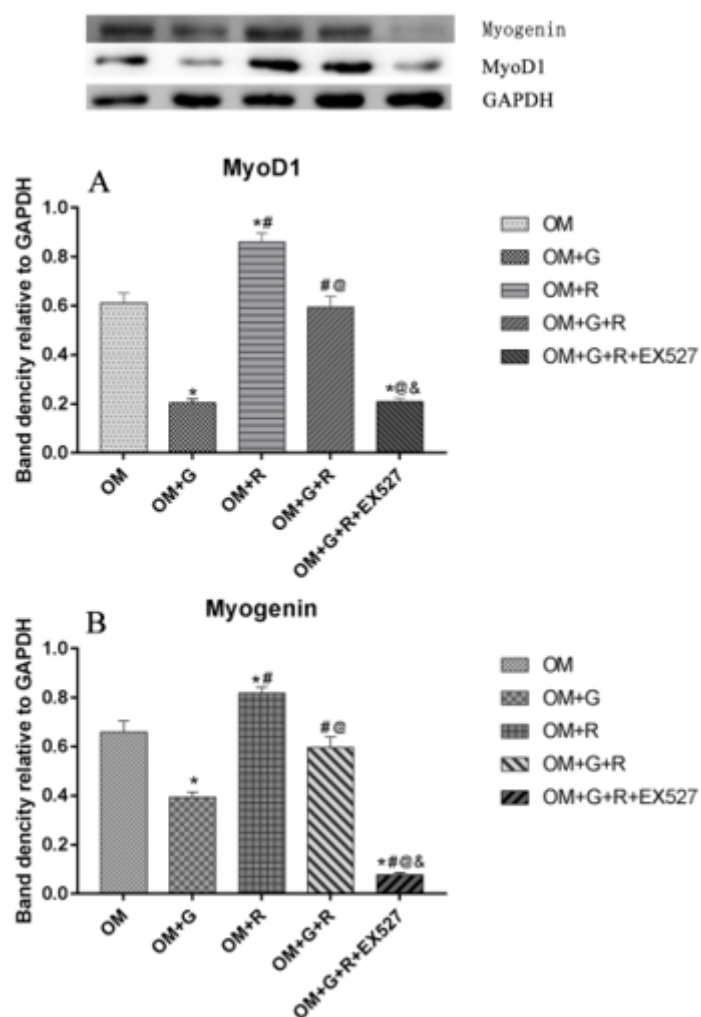 Myogenin
MyoD1
GAPDH
A
MyoD1
Band dencity relative to GAPDH
1.0
0.8
0.6
0.4
0.2
0.0
*
*#
#@
*@&
OM
OM+G
OM+R
OM+G+R
OM+G+R+EX527
OM
OM+G
OM+R
OM+G+R
OM+G+R+EX527
B
Myogenin
Band dencity relative to GAPDH
1.0
0.8
0.6
0.4
0.2
0.0
*
*#
#@
*#@&
OM
OM+G
OM+R
OM+G+R
OM+G+R+EX527
OM
OM+G
OM+R
OM+G+R
OM+G+R+EX527